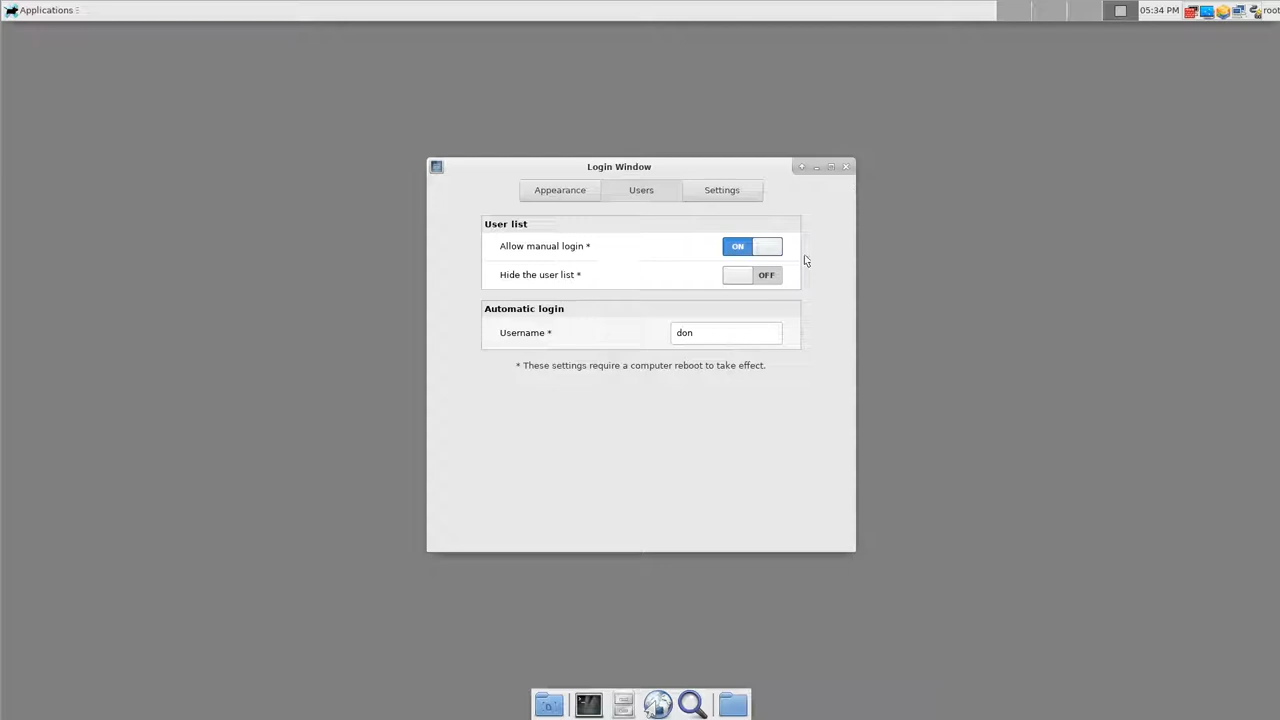 Applications
05:34 PM
root
Login Window
Appearance
Users
Settings
User list
Allow manual login *
ON
Hide the user list *
OFF
Automatic login
Username *
don
* These settings require a computer reboot to take effect.